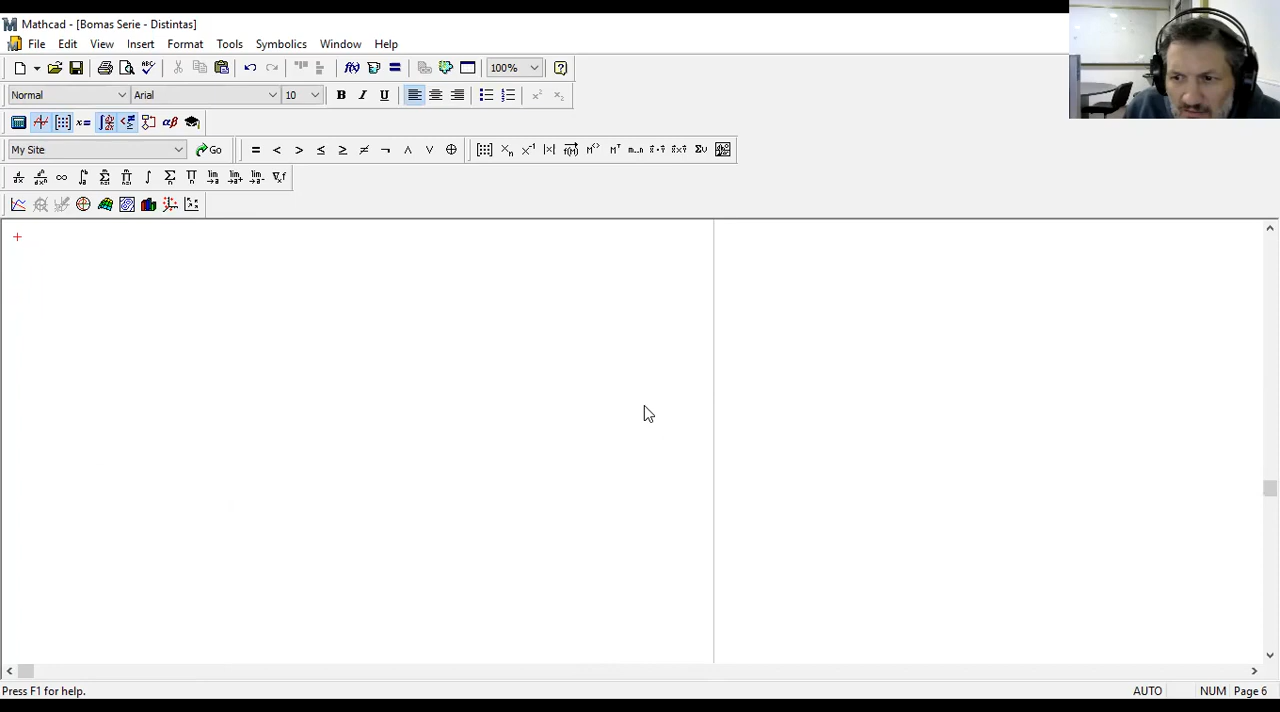 Mathcad - [Bomas Serie - Distintas]
File Edit View Insert Format Tools Symbolics Window Help
100%
Normal Arial 10 B I U
x= αβ
My Site Go = < > ≤ ≥ ≠ ¬ ∧ ∨ ⊕
Press F1 for help. AUTO NUM Page 6